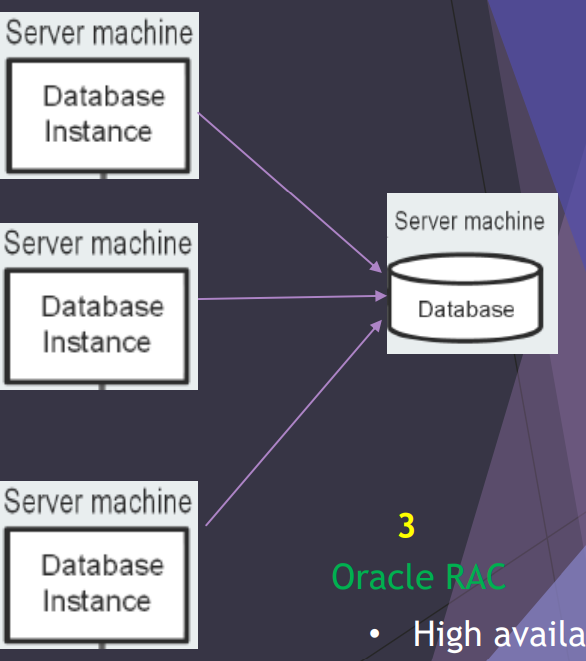 Server machine
Database
Instance
Server machine
Database
Instance
Server machine
Database
Server machine
Database
Instance
3
Oracle RAC
• High availa